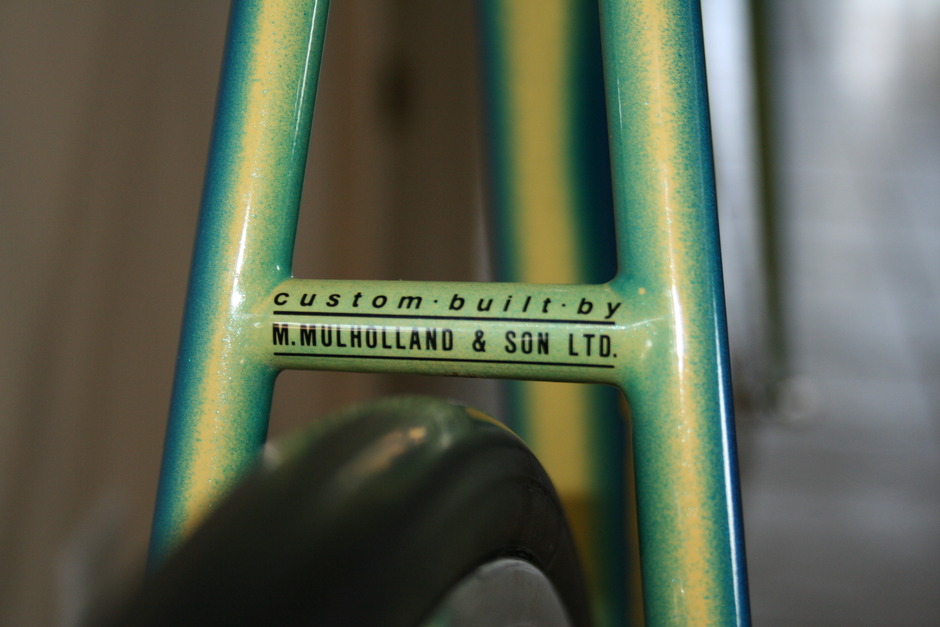 custom·built·by
M.MULHOLLAND & SON LTD.